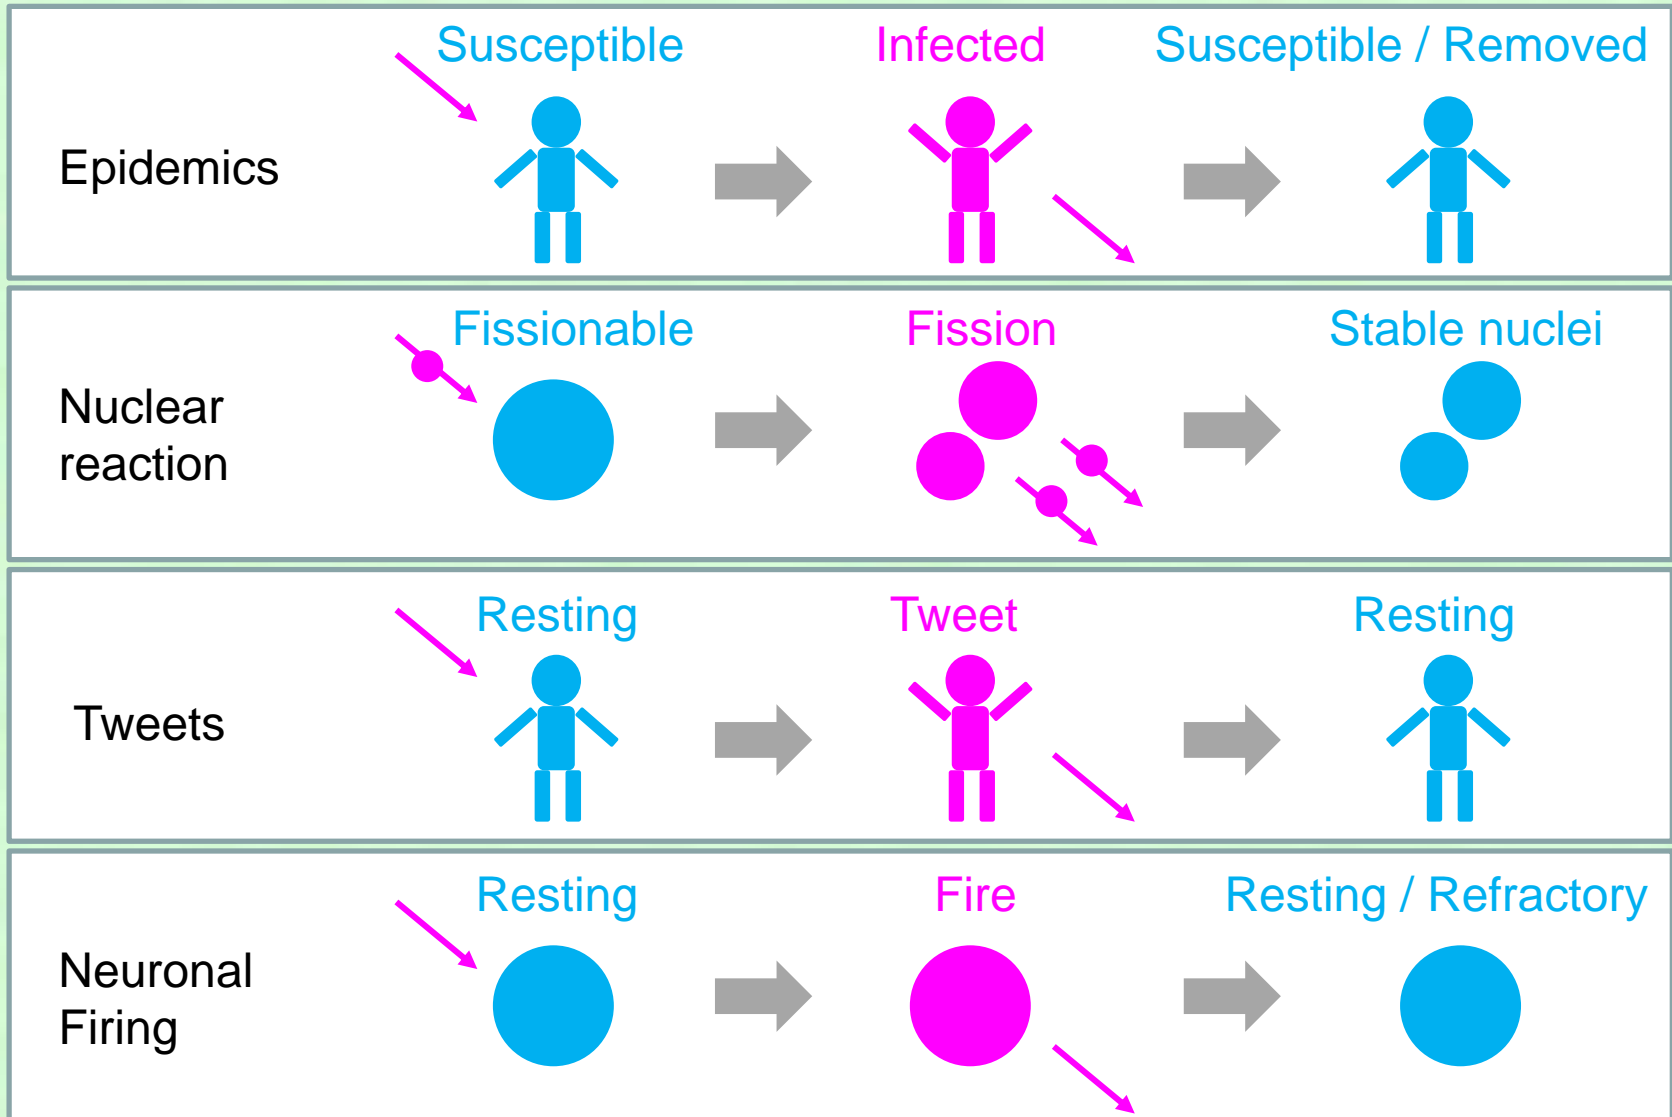 Susceptible
Infected
Susceptible / Removed
Epidemics
Fissionable
Fission
Stable nuclei
Nuclear
reaction
Resting
Tweet
Resting
Tweets
Resting
Fire
Resting / Refractory
Neuronal
Firing